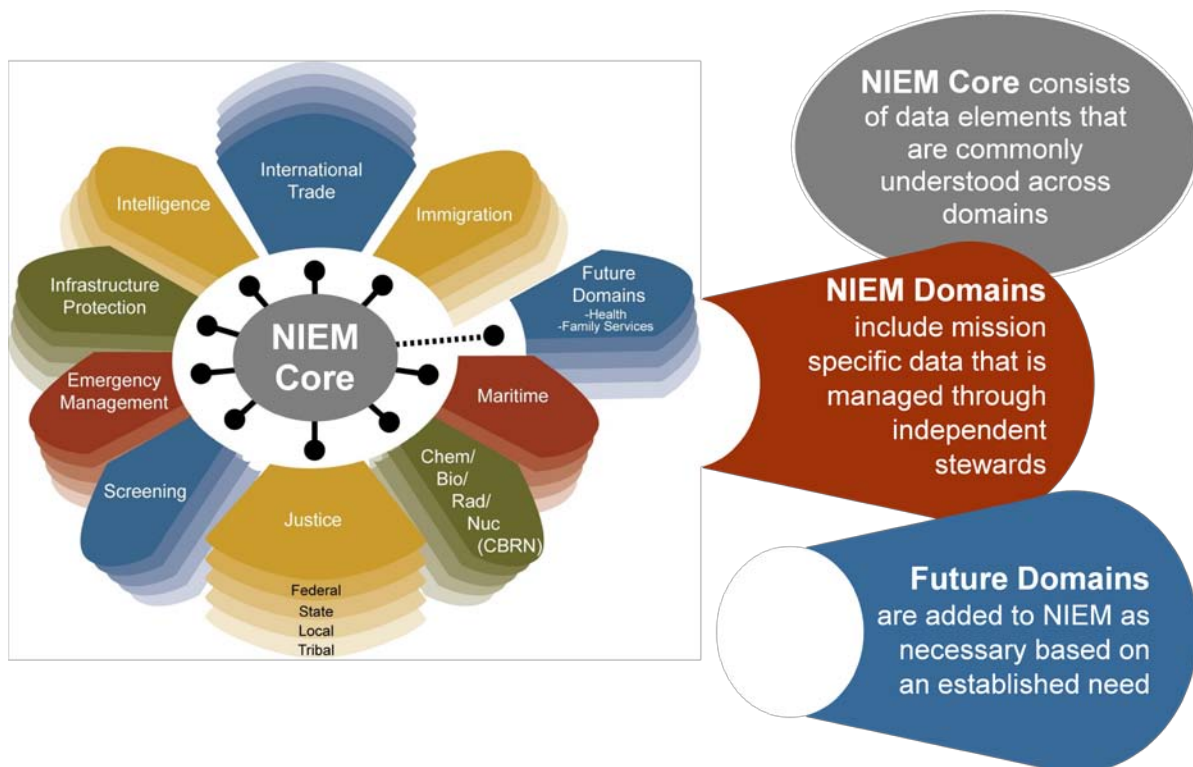 International
Trade
Intelligence
Immigration
Infrastructure
Protection
Future
Domains
-Health
-Family Services
NIEM
Core
Emergency
Management
Maritime
Screening
Chem/
Bio/
Rad/
Nuc
(CBRN)
Justice
Federal
State
Local
Tribal
NIEM Core consists
of data elements that
are commonly
understood across
domains
NIEM Domains
include mission
specific data that is
managed through
independent
stewards
Future Domains
are added to NIEM as
necessary based on
an established need